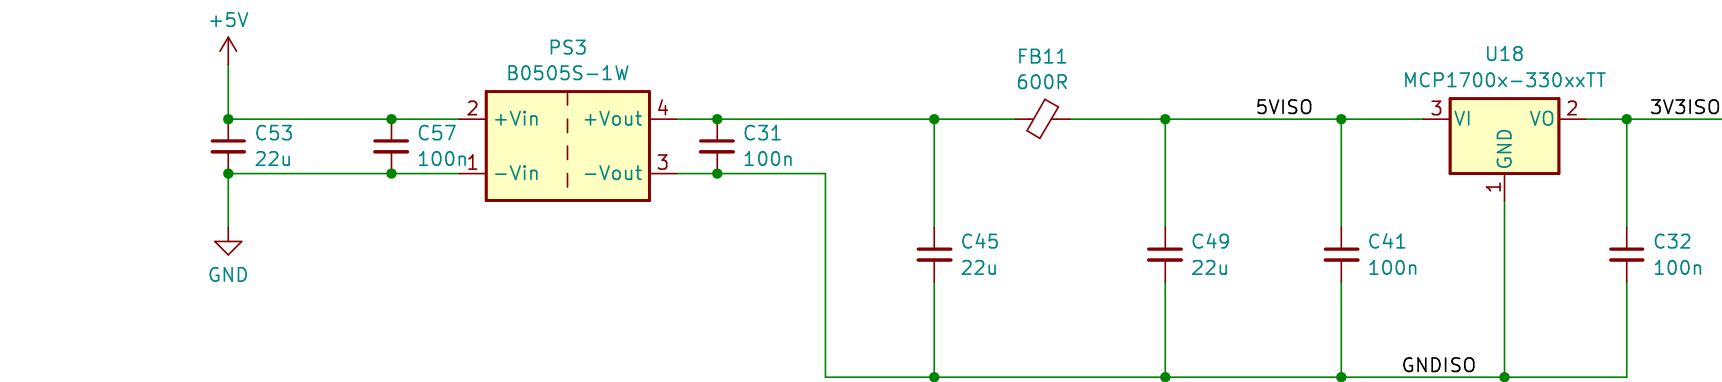 +5V
PS3
B0505S-1W
FB11
600R
U18
MCP1700x-330xxTT
2
+Vin
+Vout
4
5VISO
3
VI
VO
2
3V3ISO
C53
22u
C57
100n
1
-Vin
-Vout
3
C31
100n
GND
1
C45
22u
C49
22u
C41
100n
C32
100n
GND
GNDISO